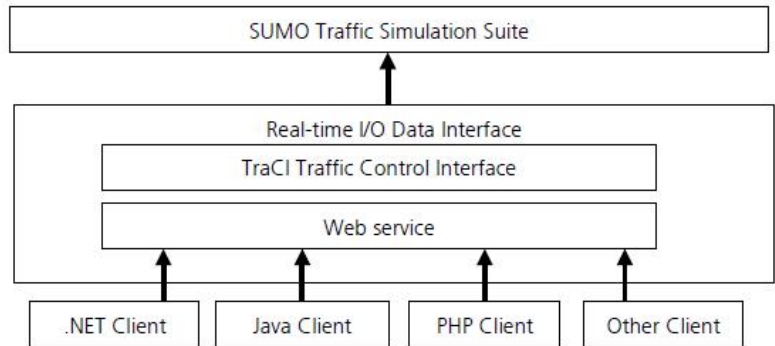 SUMO Traffic Simulation Suite
Real-time I/O Data Interface
TraCI Traffic Control Interface
Web service
.NET Client
Java Client
PHP Client
Other Client